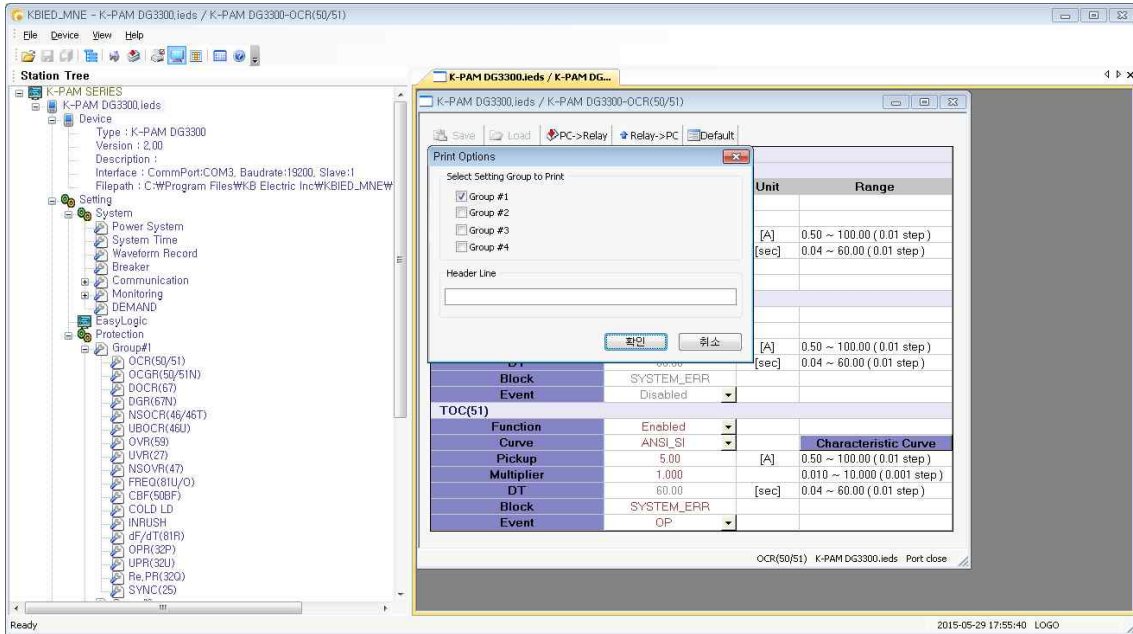 KBIED_MNE - K-PAM DG3300,ieds / K-PAM DG3300-OCR(50/51)
File Device View Help
Station Tree
K-PAM SERIES
K-PAM DG3300,ieds
Device
Type : K-PAM DG3300
Version : 2,00
Description :
Interface : CommPort:COM3, Baudrate:19200, Slave:1
Filepath : C:₩Program Files₩KB Electric Inc₩KBIED_MNE₩
Setting
System
Power System
System Time
Waveform Record
Breaker
Communication
Monitoring
DEMAND
EasyLogic
Protection
Group#1
OCR(50/51)
OCGR(50/51N)
DOCR(67)
DGR(67N)
NSOCR(46/46T)
UBOCR(46U)
OVR(59)
UVR(27)
NSOVR(47)
FREQ(81U/O)
CBF(50BF)
COLD LD
INRUSH
dF/dT(81R)
OPR(32P)
UPR(32U)
Re,PR(32Q)
SYNC(25)
K-PAM DG3300.ieds / K-PAM DG...
K-PAM DG3300,ieds / K-PAM DG3300-OCR(50/51)
Save Load PC->Relay Relay->PC Default
Print Options
Select Setting Group to Print
Group #1
Group #2
Group #3
Group #4
Header Line
확인 취소
Unit Range
[A] 0.50 ~ 100.00 ( 0.01 step )
[sec] 0.04 ~ 60.00 ( 0.01 step )
[A] 0.50 ~ 100.00 ( 0.01 step )
[sec] 0.04 ~ 60.00 ( 0.01 step )
Block SYSTEM_ERR
Event Disabled
TOC(51)
Function Enabled
Curve ANSI_SI Characteristic Curve
Pickup 5.00 [A] 0.50 ~ 100.00 ( 0.01 step )
Multiplier 1.000 0.010 ~ 10.000 ( 0.001 step )
DT 60.00 [sec] 0.04 ~ 60.00 ( 0.01 step )
Block SYSTEM_ERR
Event OP
OCR(50/51) K-PAM DG3300.ieds Port close
Ready 2015-05-29 17:55:40 LOGO